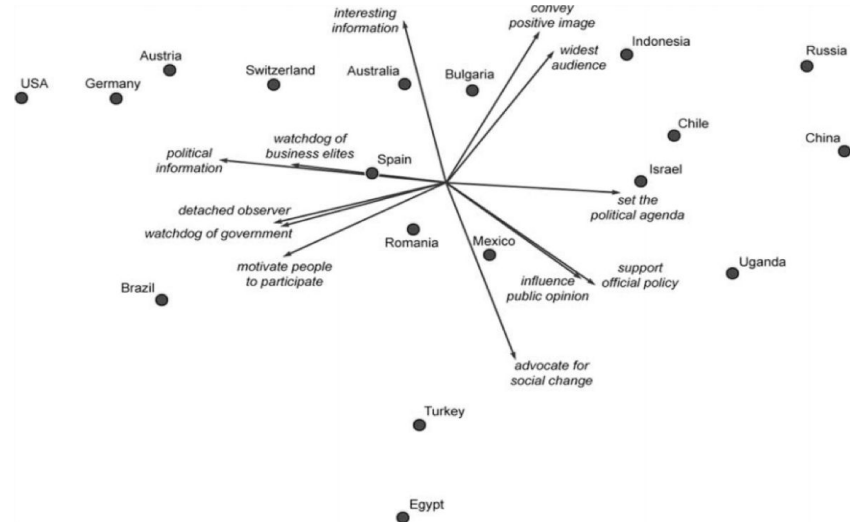 interesting
information
convey
positive image
widest
audience
Indonesia
Russia
Austria
USA
Germany
Switzerland
Australia
Bulgaria
Chile
China
political
information
watchdog of
business elites
Spain
Israel
set the
political agenda
detached observer
watchdog of government
motivate people
to participate
Romania
Mexico
influence
public opinion
support
official policy
Uganda
Brazil
advocate for
social change
Turkey
Egypt